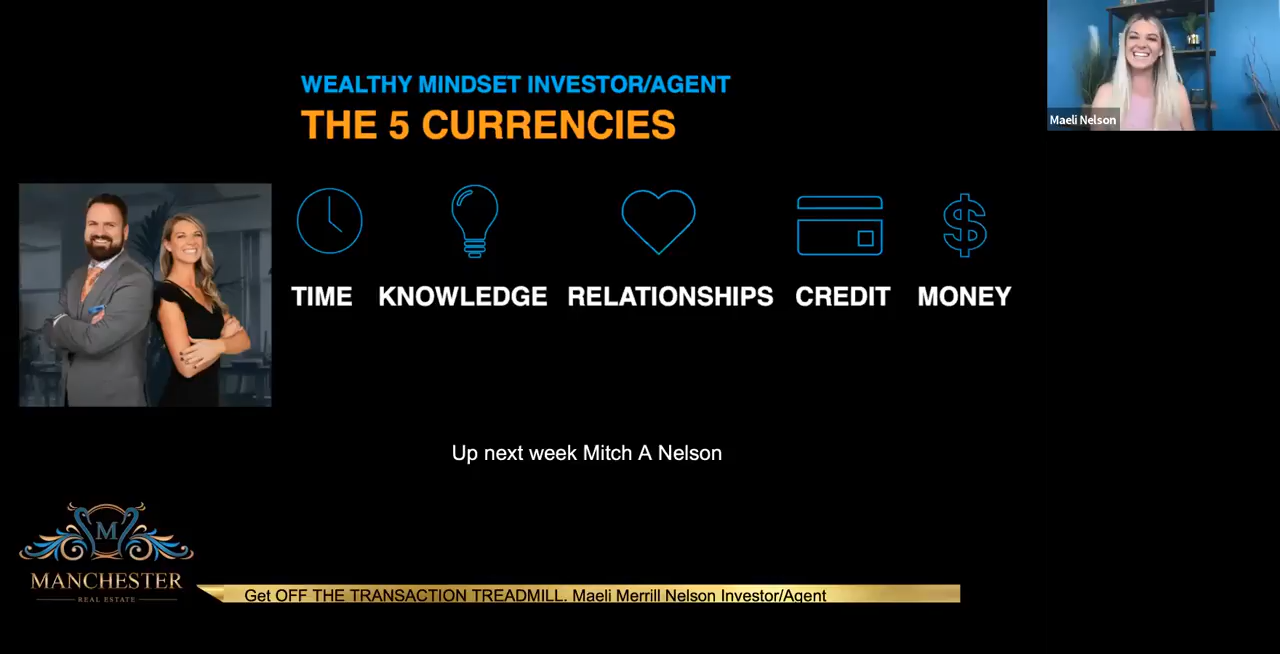 WEALTHY MINDSET INVESTOR/AGENT
THE 5 CURRENCIES
Maeli Nelson
TIME KNOWLEDGE RELATIONSHIPS CREDIT MONEY
Up next week Mitch A Nelson
M
MANCHESTER
REAL ESTATE
Get OFF THE TRANSACTION TREADMILL. Maeli Merrill Nelson Investor/Agent